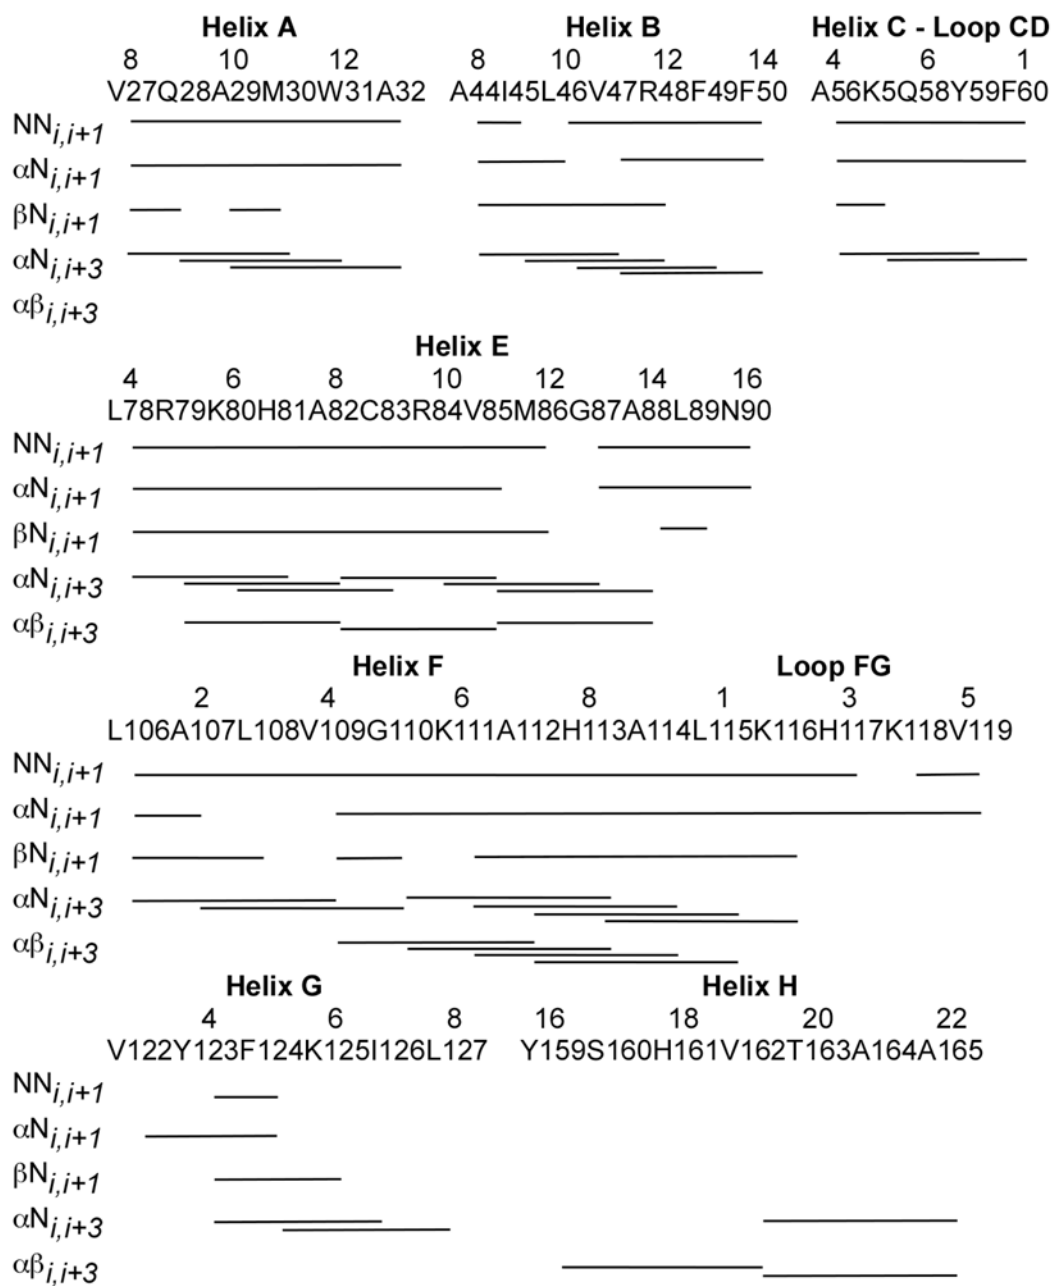 Helix A Helix B Helix C - Loop CD
8 10 12 8 10 12 14 4 6 1
V27Q28A29M30W31A32 A44I45L46V47R48F49F50 A56K5Q58Y59F60
NNi,i+1
αNi,i+1
βNi,i+1
αNi,i+3
αβi,i+3
Helix E
4 6 8 10 12 14 16
L78R79K80H81A82C83R84V85M86G87A88L89N90
NNi,i+1
αNi,i+1
βNi,i+1
αNi,i+3
αβi,i+3
Helix F Loop FG
2 4 6 8 1 3 5
L106A107L108V109G110K111A112H113A114L115K116H117K118V119
NNi,i+1
αNi,i+1
βNi,i+1
αNi,i+3
αβi,i+3
Helix G Helix H
4 6 8 16 18 20 22
V122Y123F124K125I126L127 Y159S160H161V162T163A164A165
NNi,i+1
αNi,i+1
βNi,i+1
αNi,i+3
αβi,i+3